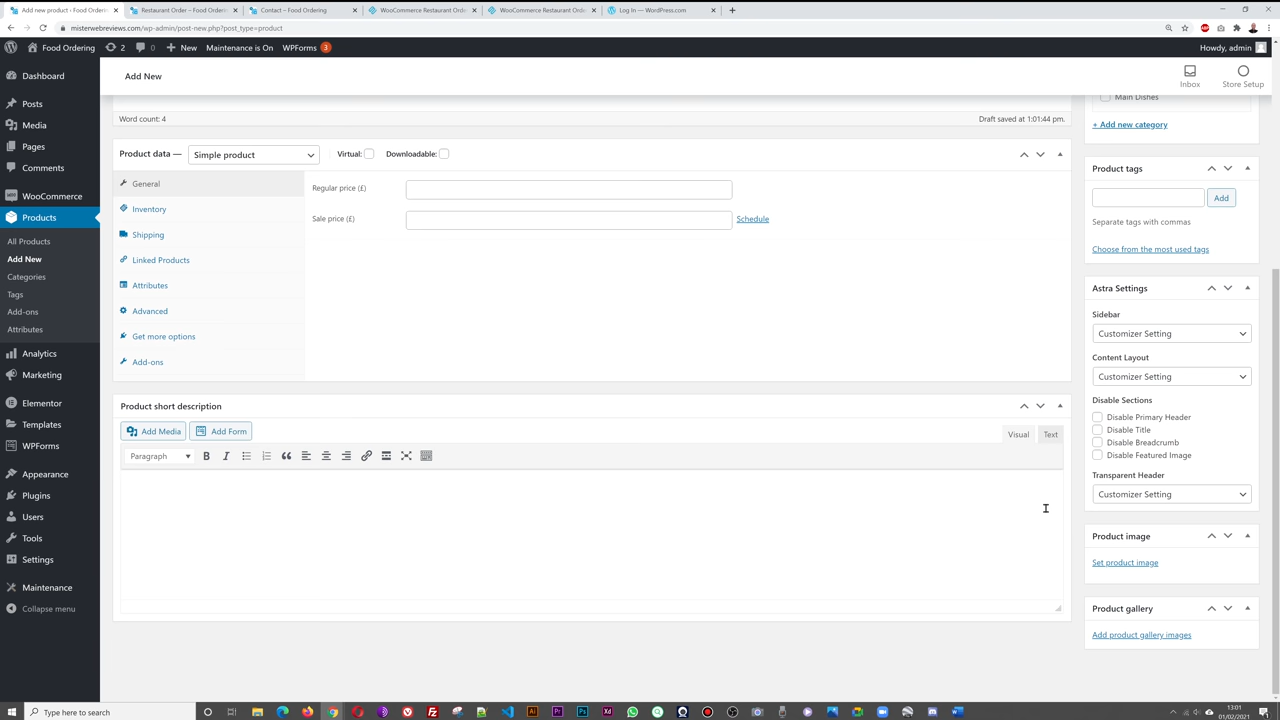 Add new product ‹ Food Ordering
Restaurant Order – Food Orderin
Contact – Food Ordering
WooCommerce Restaurant Orde
WooCommerce Restaurant Orde
Log In — WordPress.com
misterwebreviews.com/wp-admin/post-new.php?post_type=product
Food Ordering
2
0
New
Maintenance is On
WPForms 3
Howdy, admin
Dashboard
Posts
Media
Pages
Comments
WooCommerce
Products
All Products
Add New
Categories
Tags
Add-ons
Attributes
Analytics
Marketing
Elementor
Templates
WPForms
Appearance
Plugins
Users
Tools
Settings
Maintenance
Collapse menu
Add New
Inbox
Store Setup
Word count: 4
Draft saved at 1:01:44 pm.
Product data —
Simple product
Virtual:
Downloadable:
General
Inventory
Shipping
Linked Products
Attributes
Advanced
Get more options
Add-ons
Regular price (£)
Sale price (£)
Schedule
Product short description
Add Media
Add Form
Visual
Text
Paragraph
Main Dishes
+ Add new category
Product tags
Add
Separate tags with commas
Choose from the most used tags
Astra Settings
Sidebar
Customizer Setting
Content Layout
Customizer Setting
Disable Sections
Disable Primary Header
Disable Title
Disable Breadcrumb
Disable Featured Image
Transparent Header
Customizer Setting
Product image
Set product image
Product gallery
Add product gallery images
Type here to search
13:01
01/02/2021